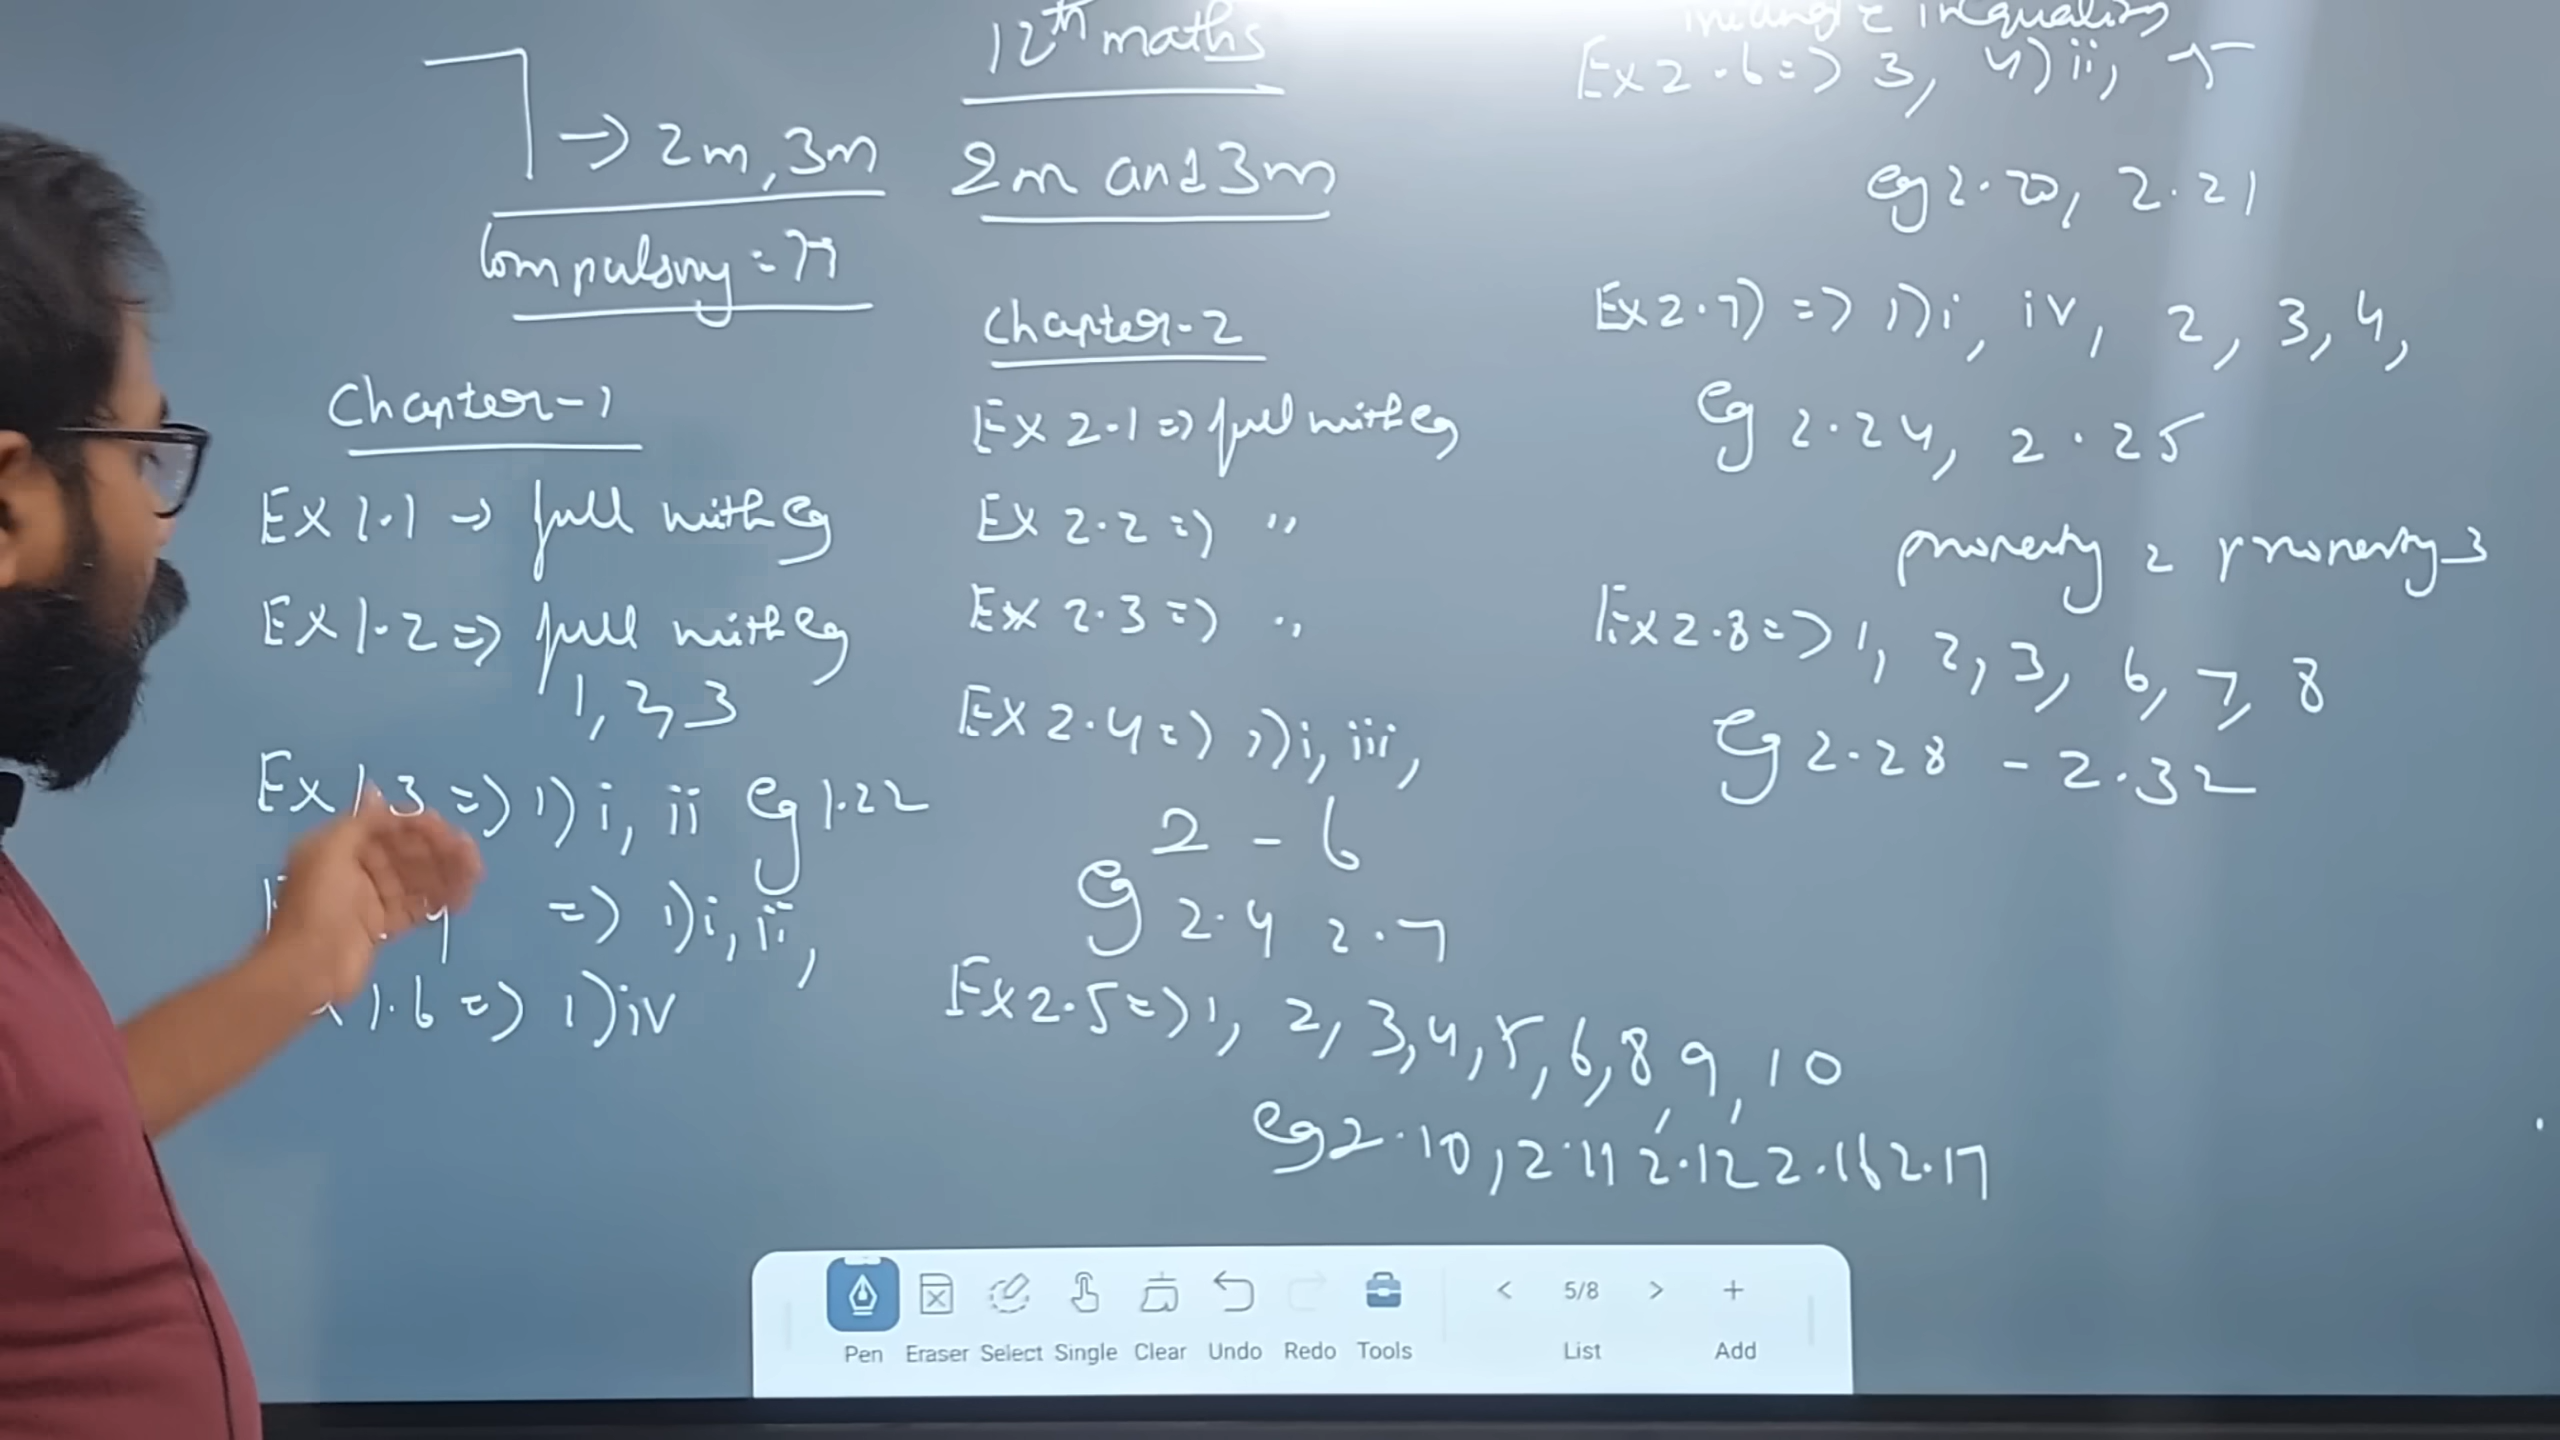 12th maths
2m and 3m
→ 2m, 3m
Compulsory =
Chapter-1
Ex 1.1 → full with eg
Ex 1.2 => full with eg
1, 2, 3
Ex 1.3 => 1) i, ii eg 1.22
=> 1) i, ii,
1.6 => 1) iv
Chapter-2
Ex 2.1 => full with eg
Ex 2.2 => "
Ex 2.3 => "
Ex 2.4 => 1) i, iii,
2 - 6
eg 2.4 2.7
Ex 2.5 => 1, 2, 3, 4, 5, 6, 8, 9, 10
eg 2.10, 2.11 2.12 2.16 2.17
triangle inequality
Ex 2.6 => 3, 4) ii, 5
eg 2.20, 2.21
Ex 2.7) => 1) i, iv, 2, 3, 4,
eg 2.24, 2.25
property 2 property 3
Ex 2.8 => 1, 2, 3, 6, 7, 8
eg 2.28 - 2.32
< 5/8 > +
Pen Eraser Select Single Clear Undo Redo Tools List Add